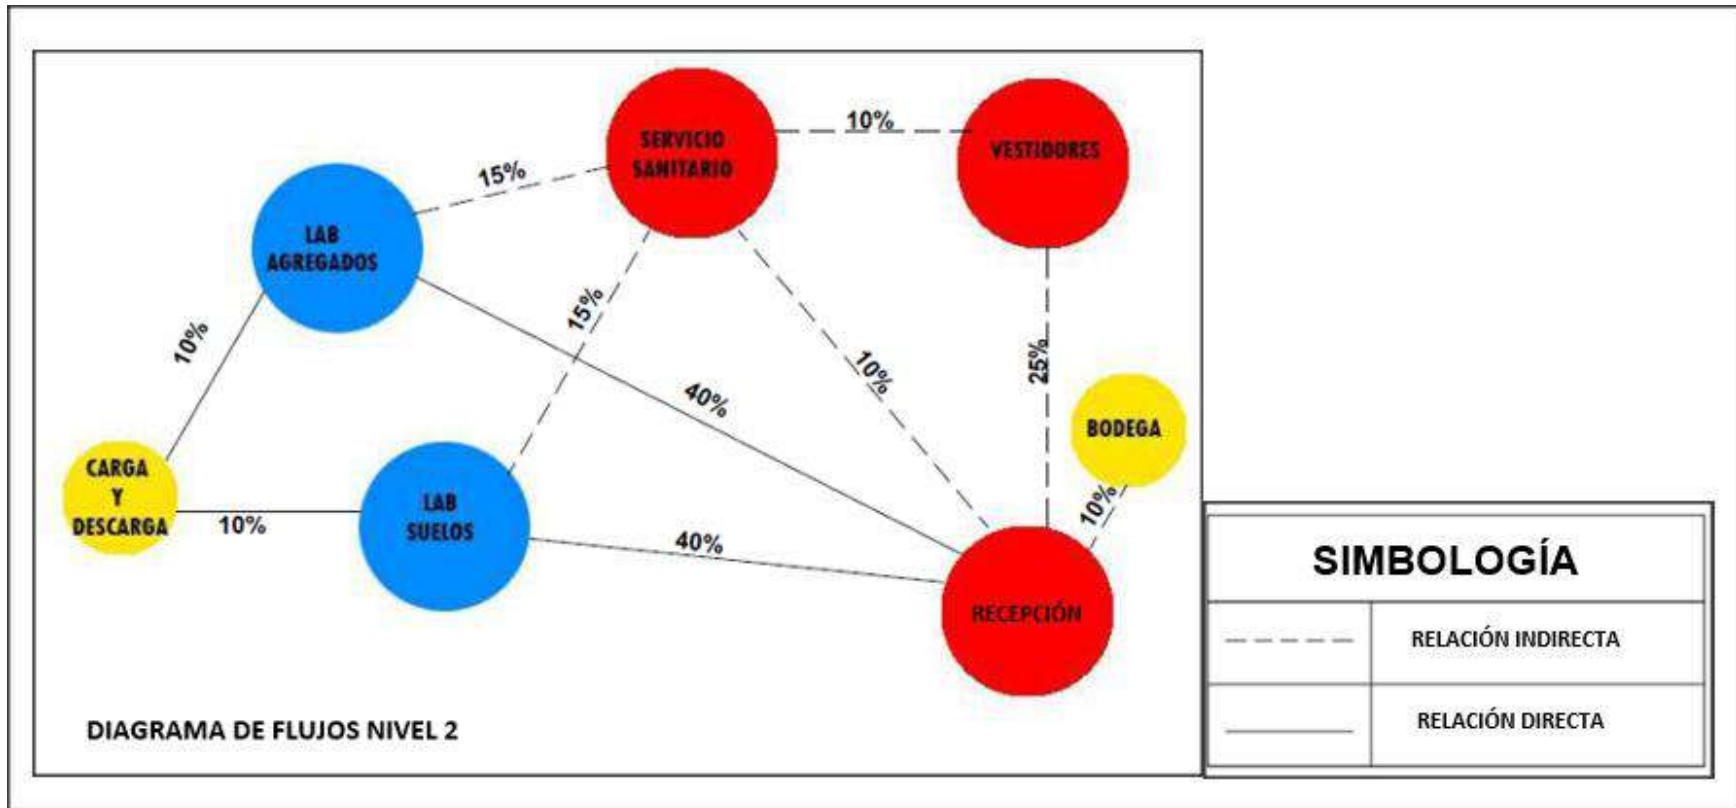 SERVICIO
SANITARIO
10%
VESTIDORES
15%
LAB
AGREGADOS
15%
10%
10%
25%
40%
BODEGA
CARGA
Y
DESCARGA
10%
LAB
SUELOS
40%
10%
RECEPCIÓN
DIAGRAMA DE FLUJOS NIVEL 2
SIMBOLOGÍA
RELACIÓN INDIRECTA
RELACIÓN DIRECTA